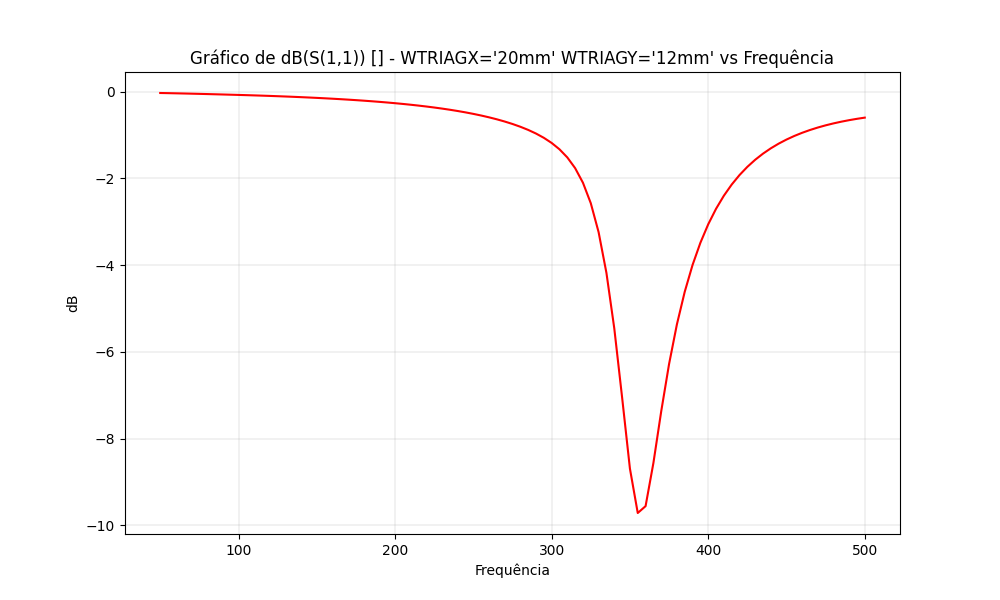 Gráfico de dB(S(1,1)) [] - WTRIAGX='20mm' WTRIAGY='12mm' vs Frequência
dB
0
−2
−4
−6
−8
−10
100 200 300 400 500
Frequência